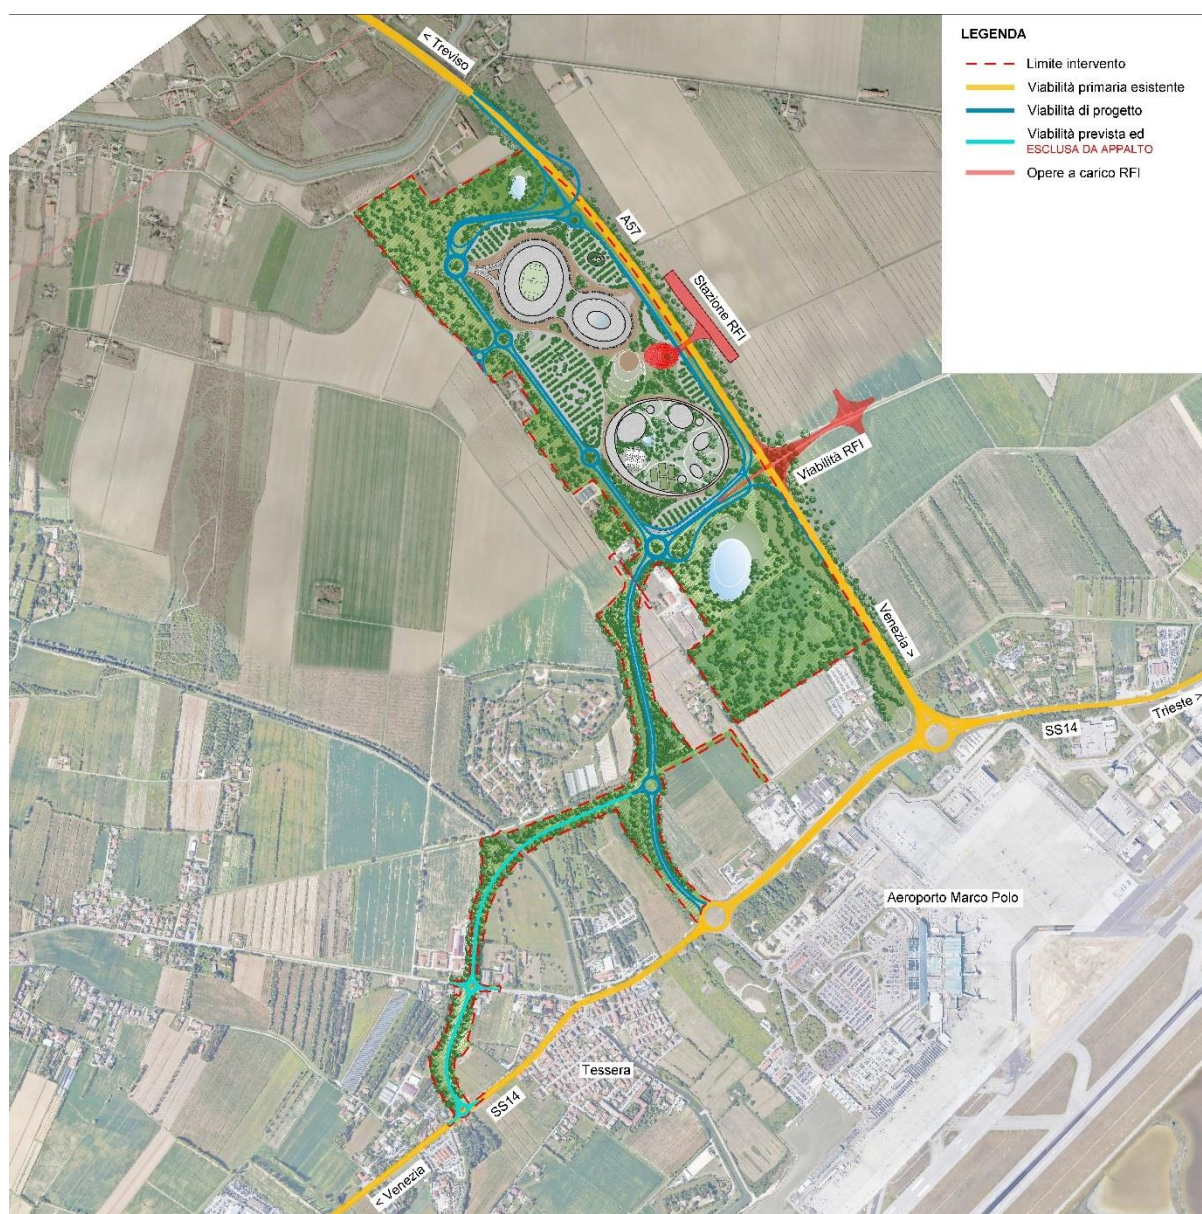 LEGENDA
Limite intervento
Viabilità primaria esistente
Viabilità di progetto
Viabilità prevista ed
ESCLUSA DA APPALTO
Opere a carico RFI
< Treviso
A57
Stazione RFI
Viabilità RFI
Venezia >
Trieste >
SS14
Aeroporto Marco Polo
Tessera
SS14
< Venezia